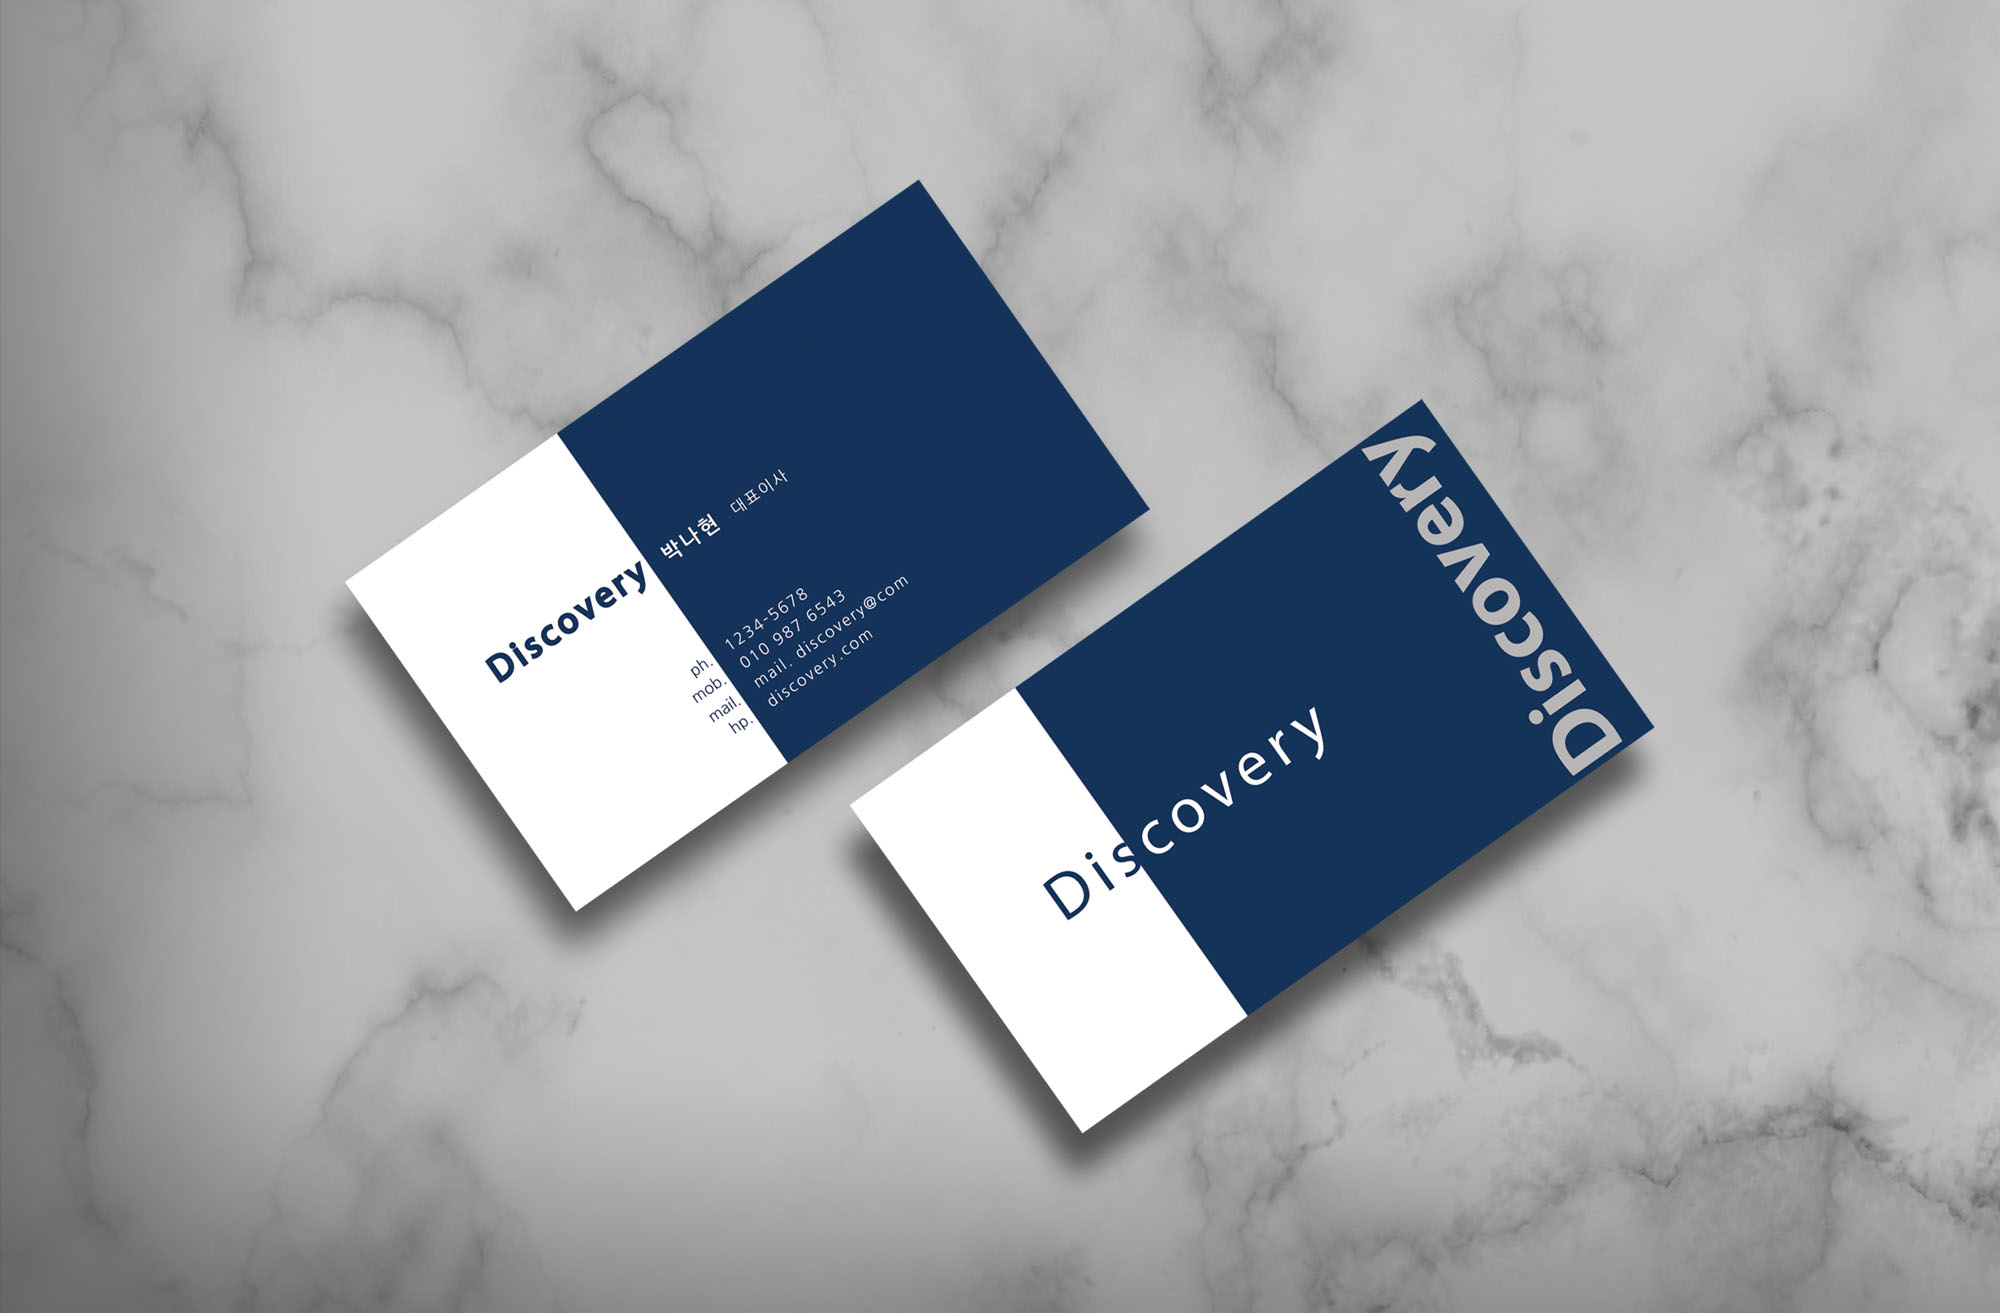 Discovery 박나현 대표이사
ph. 1234-5678
mob. 010 987 6543
mail. mail. discovery@com
hp. discovery.com
Discovery
Discovery